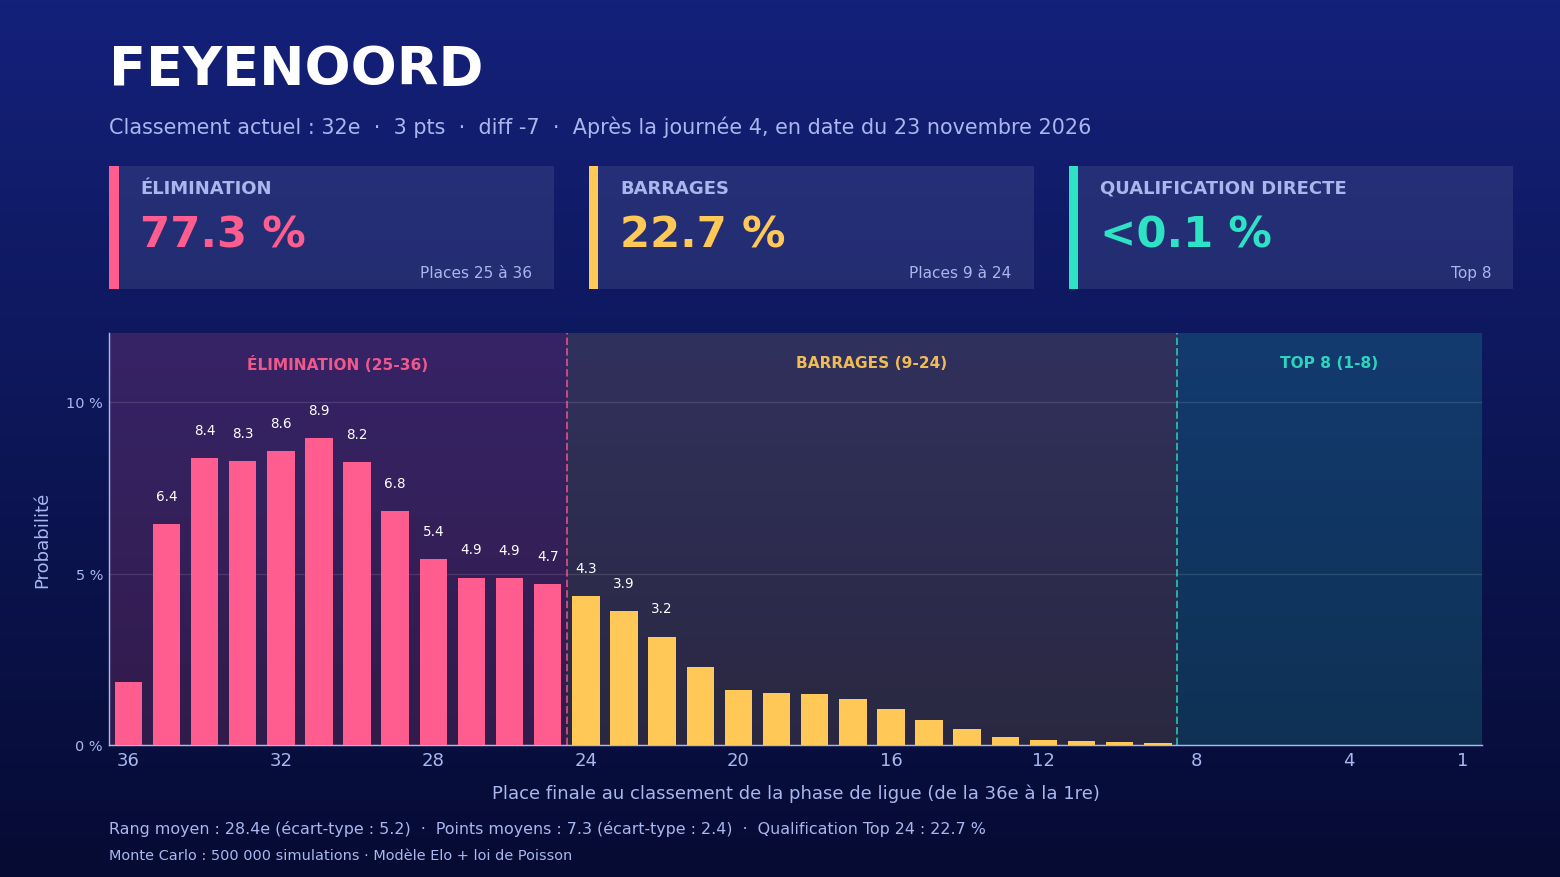 FEYENOORD
Classement actuel : 32e · 3 pts · diff -7 · Après la journée 4, en date du 23 novembre 2026
ÉLIMINATION
77.3 %
Places 25 à 36
BARRAGES
22.7 %
Places 9 à 24
QUALIFICATION DIRECTE
<0.1 %
Top 8
ÉLIMINATION (25-36)
BARRAGES (9-24)
TOP 8 (1-8)
Probabilité
10 %
5 %
0 %
6.4
8.4
8.3
8.6
8.9
8.2
6.8
5.4
4.9
4.9
4.7
4.3
3.9
3.2
36 32 28 24 20 16 12 8 4 1
Place finale au classement de la phase de ligue (de la 36e à la 1re)
Rang moyen : 28.4e (écart-type : 5.2) · Points moyens : 7.3 (écart-type : 2.4) · Qualification Top 24 : 22.7 %
Monte Carlo : 500 000 simulations · Modèle Elo + loi de Poisson